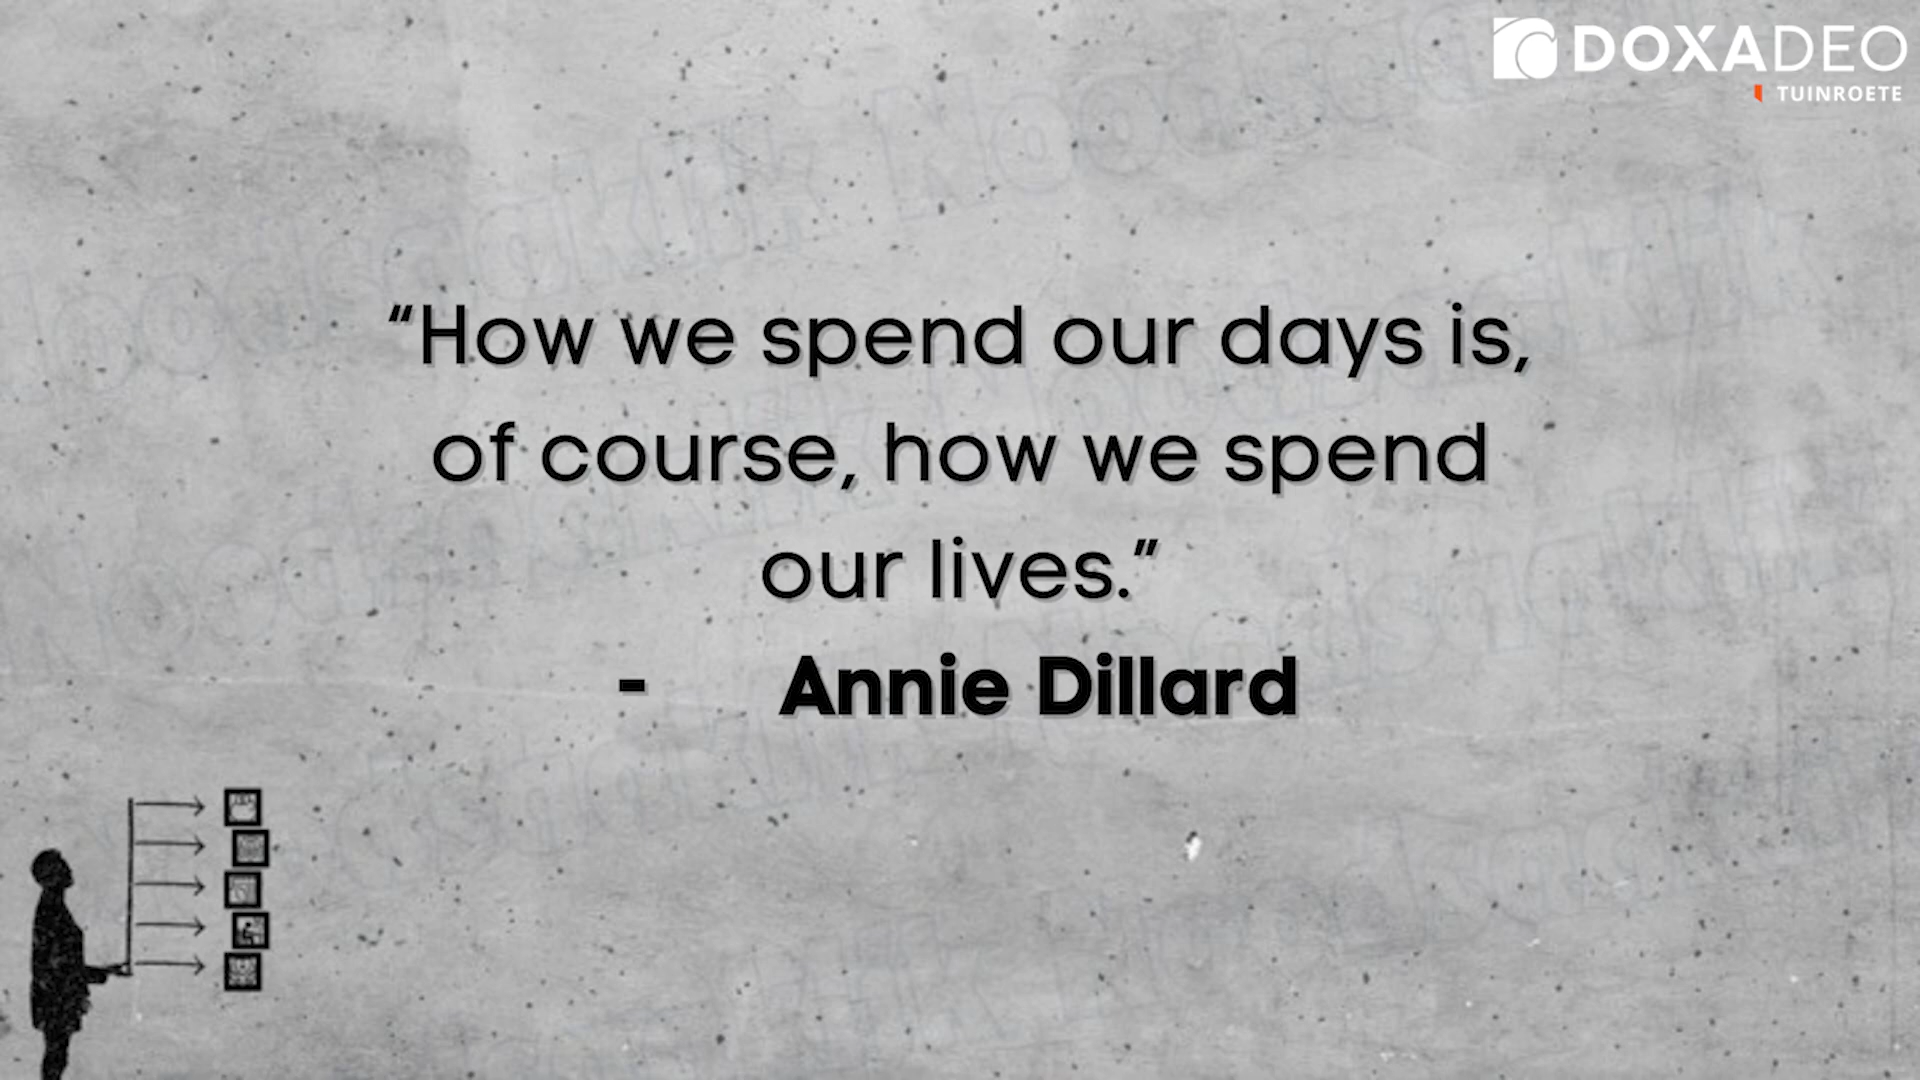 DOXADEO
TUINROETE
“How we spend our days is,
of course, how we spend
our lives.”
- Annie Dillard